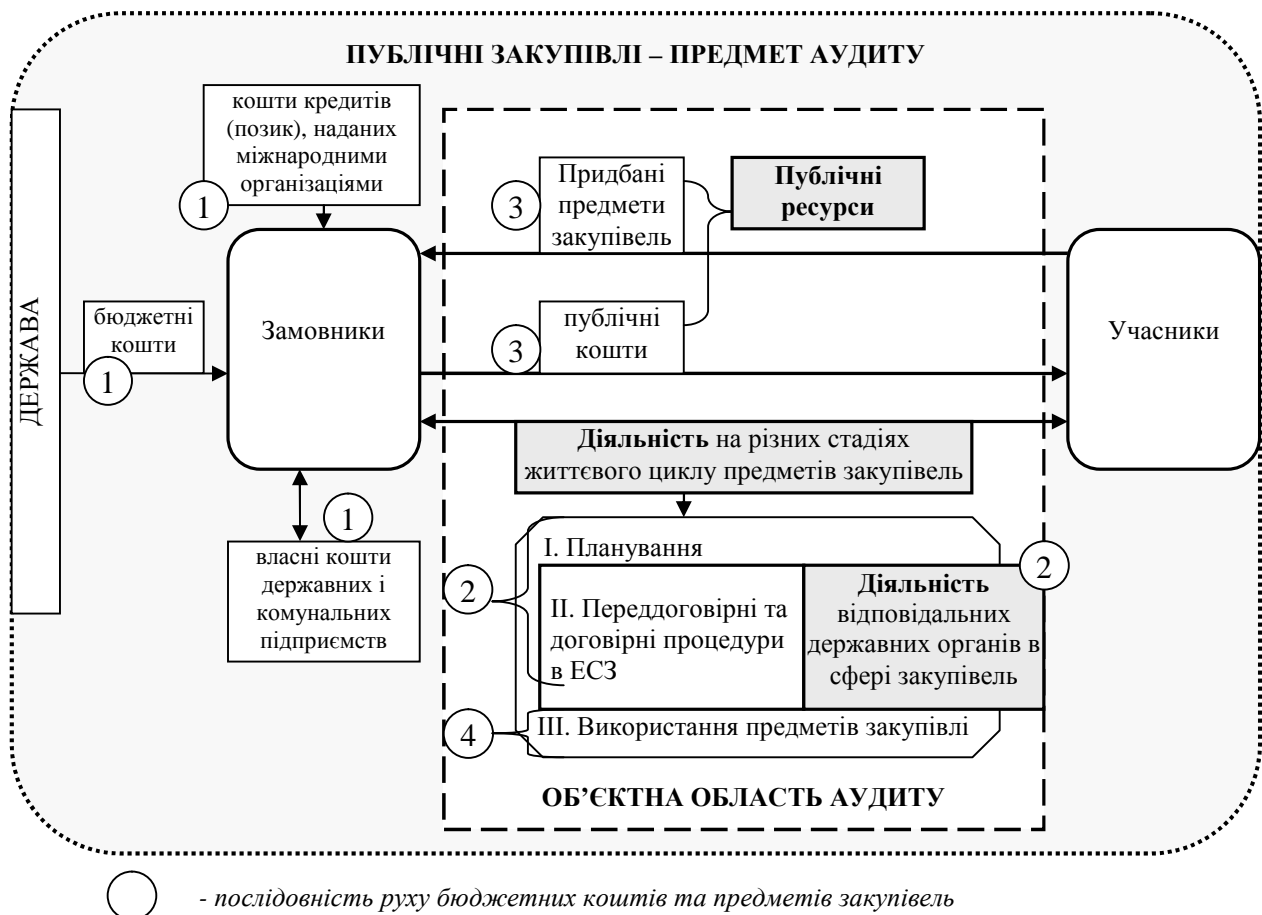 ПУБЛІЧНІ ЗАКУПІВЛІ – ПРЕДМЕТ АУДИТУ
кошти кредитів
(позик), наданих
міжнародними
організаціями
1
ДЕРЖАВА
бюджетні
кошти
1
Замовники
1
власні кошти
державних і
комунальних
підприємств
3
Придбані
предмети
закупівель
Публічні
ресурси
3
публічні
кошти
Учасники
Діяльність на різних стадіях
життєвого циклу предметів закупівель
I. Планування
2
2
II. Переддоговірні та
договірні процедури
в ЕСЗ
Діяльність
відповідальних
державних органів в
сфері закупівель
4
III. Використання предметів закупівлі
ОБ’ЄКТНА ОБЛАСТЬ АУДИТУ
- послідовність руху бюджетних коштів та предметів закупівель